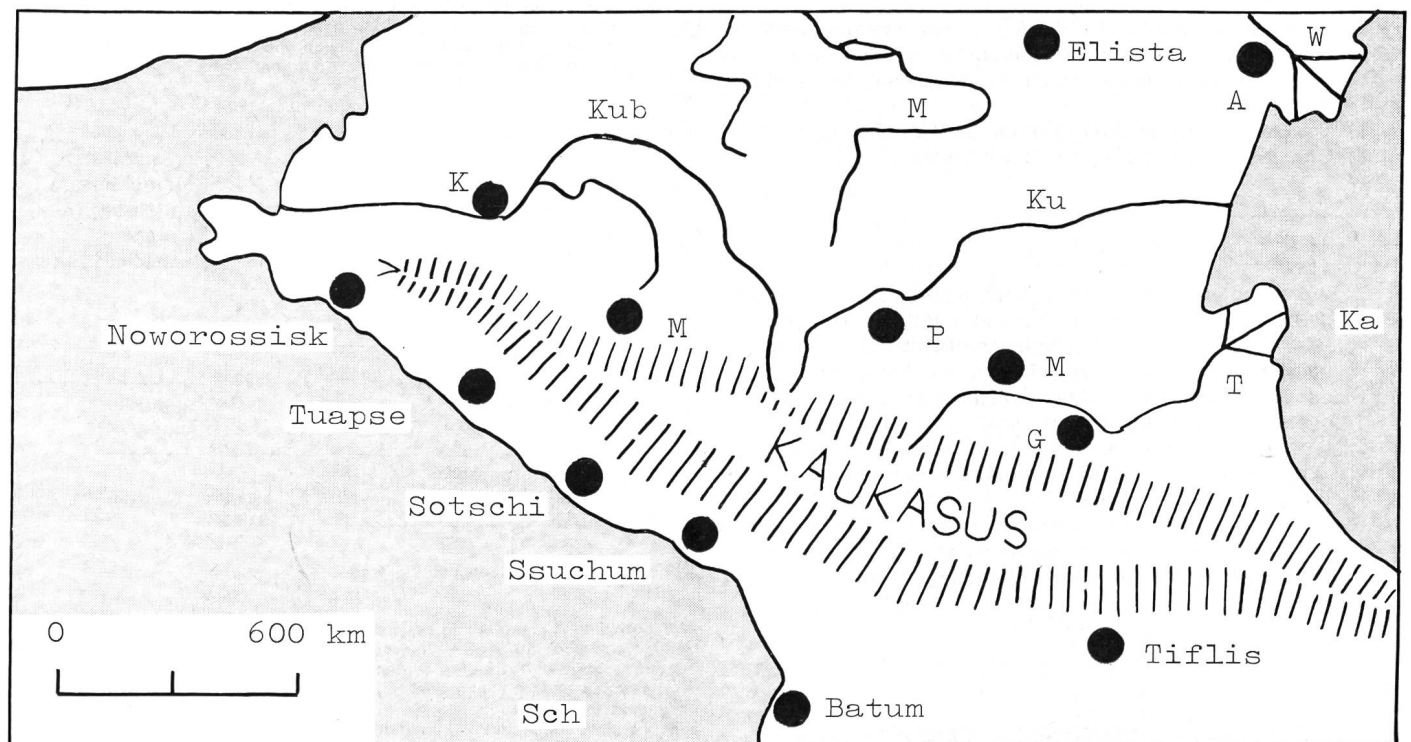 W
Elista
A
Kub
M
K
Ku
Ka
Noworossisk
M
P
M
T
Tuapse
G
KAUKASUS
Sotschi
Ssuchum
0 600 km
Tiflis
Sch
Batum